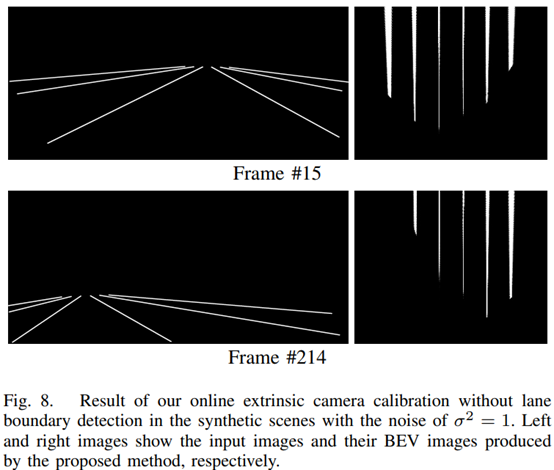 Frame #15
Frame #214
Fig. 8. Result of our online extrinsic camera calibration without lane
boundary detection in the synthetic scenes with the noise of σ² = 1. Left
and right images show the input images and their BEV images produced
by the proposed method, respectively.